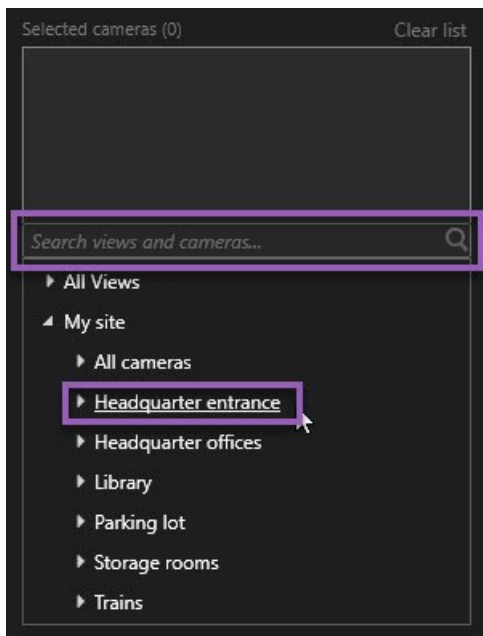 Selected cameras (0) Clear list
Search views and cameras...
All Views
My site
All cameras
Headquarter entrance
Headquarter offices
Library
Parking lot
Storage rooms
Trains